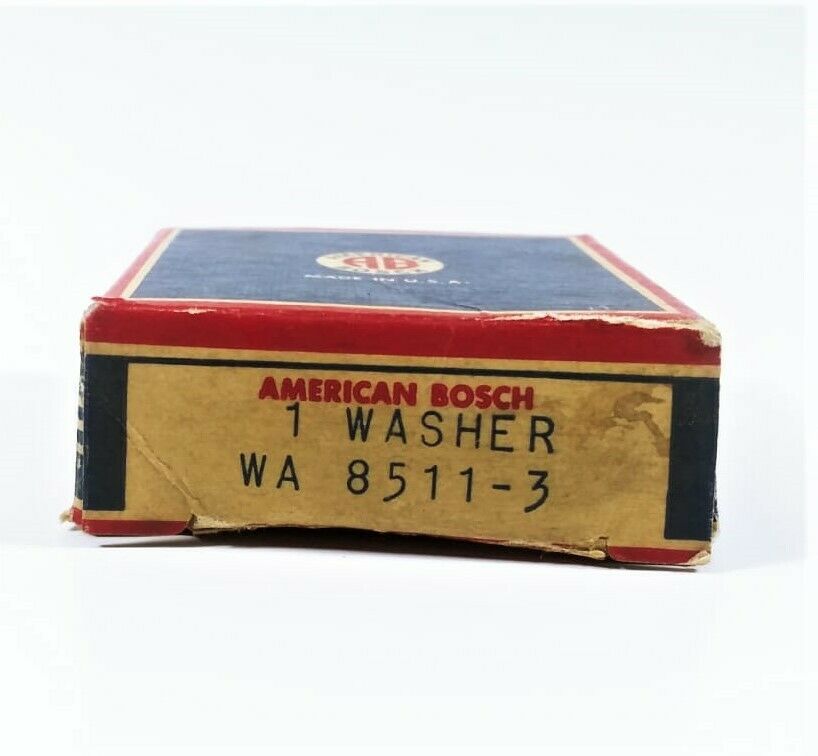 AB
MADE IN U.S.A.
AMERICAN BOSCH
1 WASHER
WA 8511-3